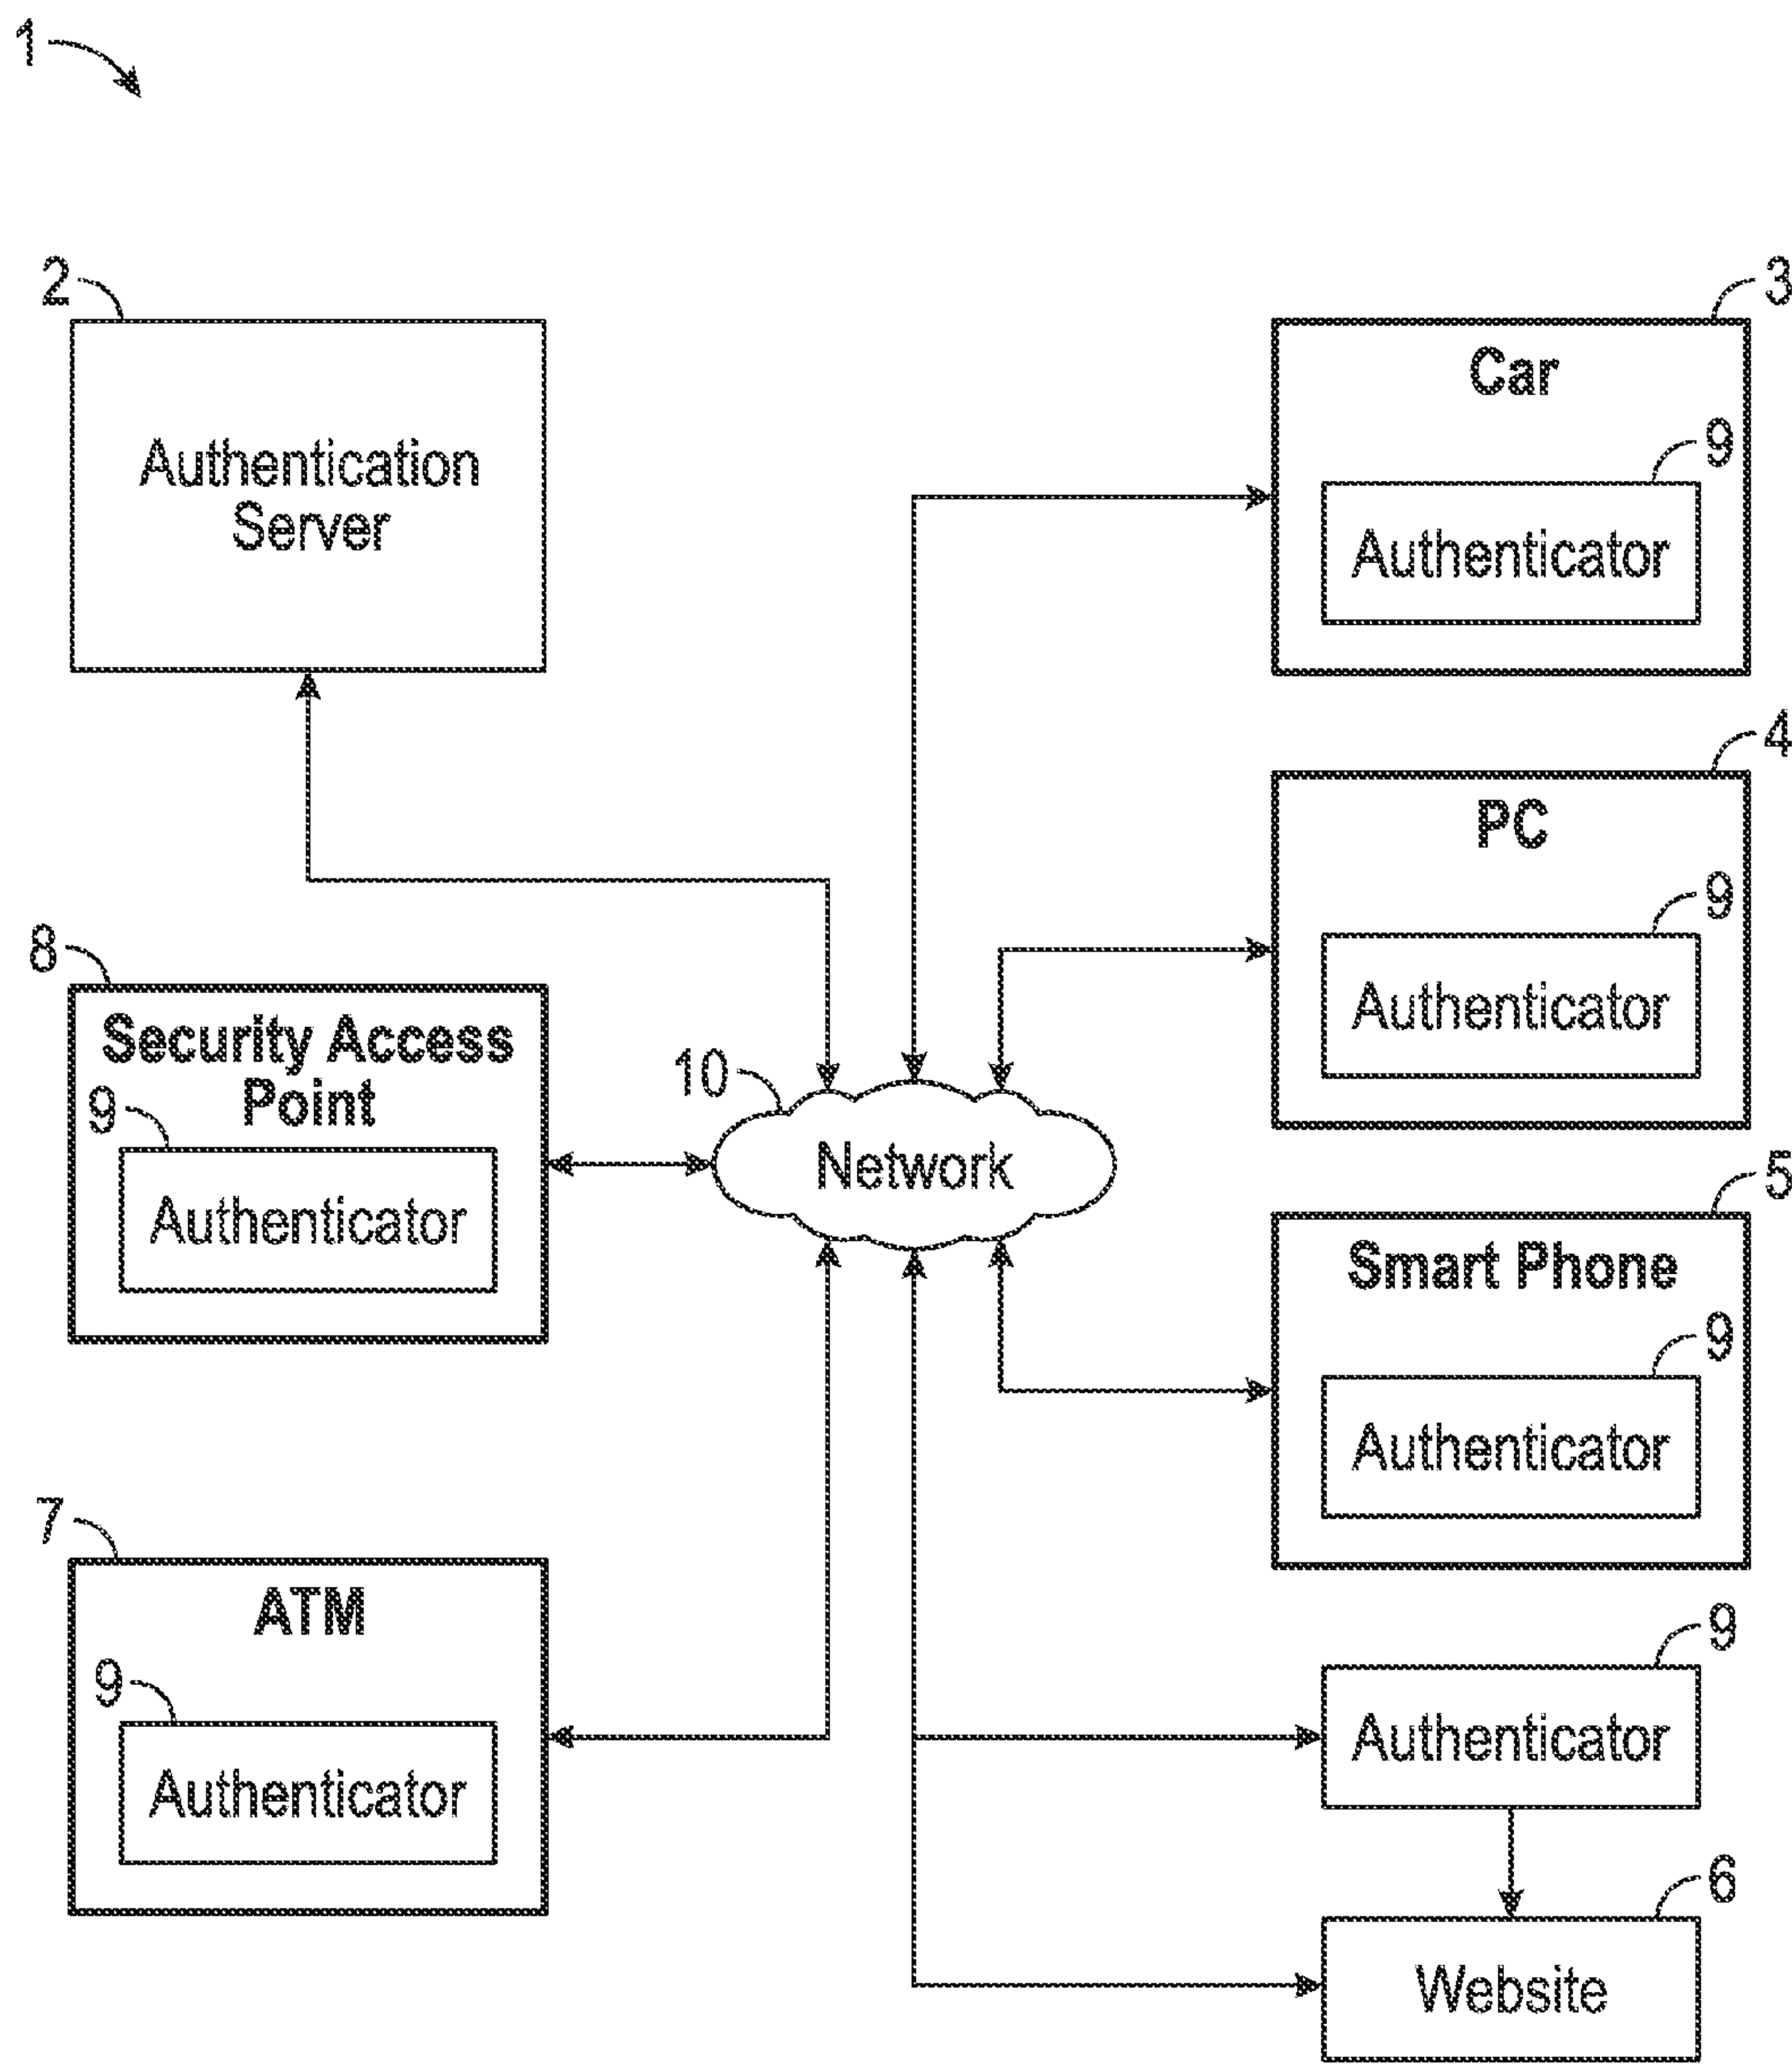 1
2
Authentication
Server
3
Car
9
Authenticator
4
PC
9
Authenticator
8
Security Access
Point
9
Authenticator
10
Network
5
Smart Phone
9
Authenticator
7
ATM
9
Authenticator
9
Authenticator
6
Website